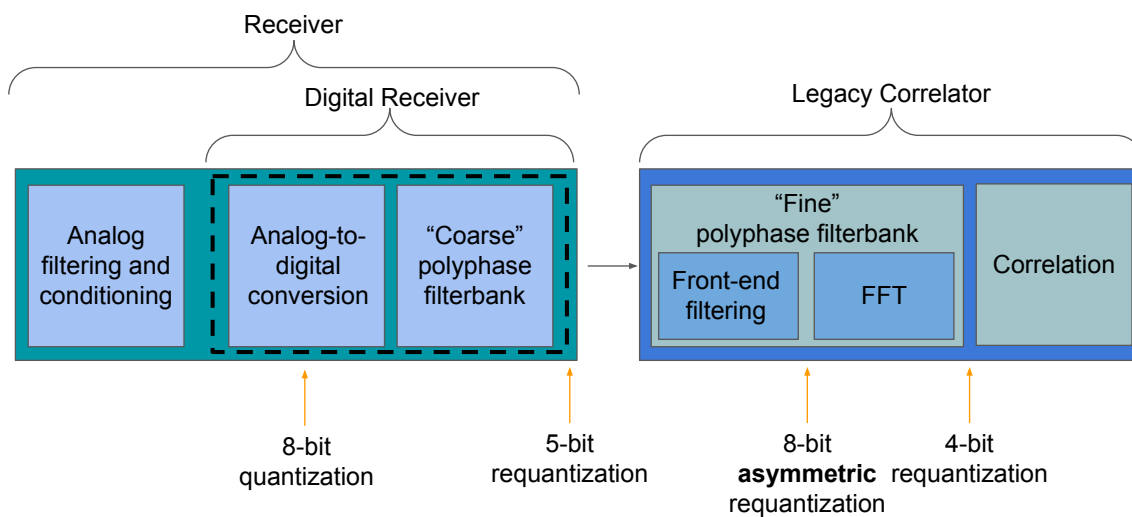 Receiver
Digital Receiver
Legacy Correlator
Analog
filtering and
conditioning
Analog-to-
digital
conversion
“Coarse”
polyphase
filterbank
“Fine”
polyphase filterbank
Front-end
filtering
FFT
Correlation
8-bit
quantization
5-bit
requantization
8-bit
asymmetric
requantization
4-bit
requantization